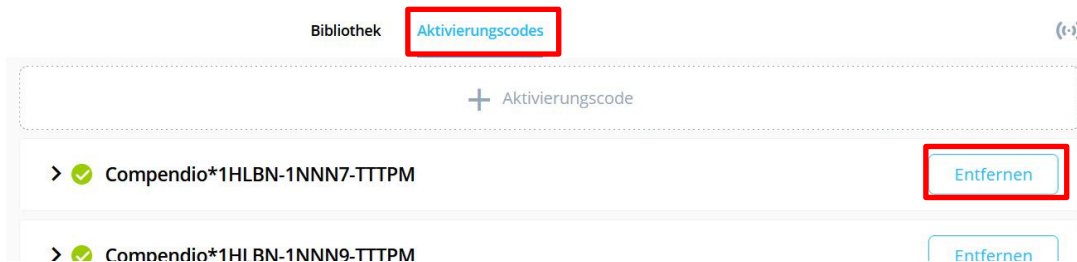 Bibliothek Aktivierungscodes
+ Aktivierungscode
Compendio*1HLBN-1NNN7-TTTPM Entfernen
Compendio*1HLBN-1NNN9-TTTPM Entfernen